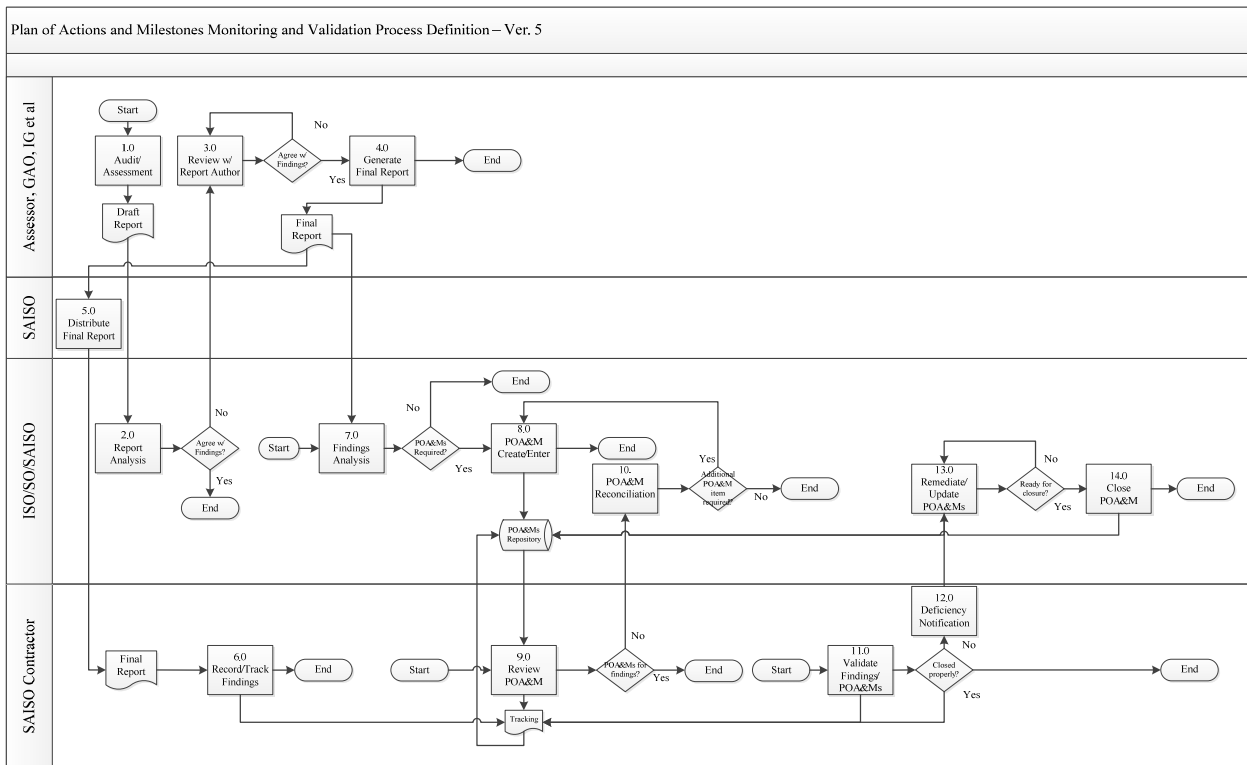 Plan of Actions and Milestones Monitoring and Validation Process Definition – Ver. 5
Assessor, GAO, IG et al
Start
1.0
Audit/
Assessment
Draft
Report
3.0
Review w/
Report Author
Agree w/
Findings?
No
Yes
4.0
Generate
Final Report
End
Final
Report
SAISO
5.0
Distribute
Final Report
ISO/SO/SAISO
2.0
Report
Analysis
Agree w/
Findings?
No
Yes
End
Start
7.0
Findings
Analysis
POA&Ms
Required?
No
End
Yes
8.0
POA&M
Create/Enter
End
POA&Ms
Repository
10.
POA&M
Reconciliation
Additional
POA&M
item
required?
Yes
No
End
13.0
Remediate/
Update
POA&Ms
Ready for
closure?
No
Yes
14.0
Close
POA&M
End
SAISO Contractor
Final
Report
6.0
Record/Track
Findings
End
Start
9.0
Review
POA&M
Tracking
POA&Ms for
findings?
No
Yes
End
Start
11.0
Validate
Findings/
POA&Ms
Closed
properly?
No
Yes
12.0
Deficiency
Notification
End